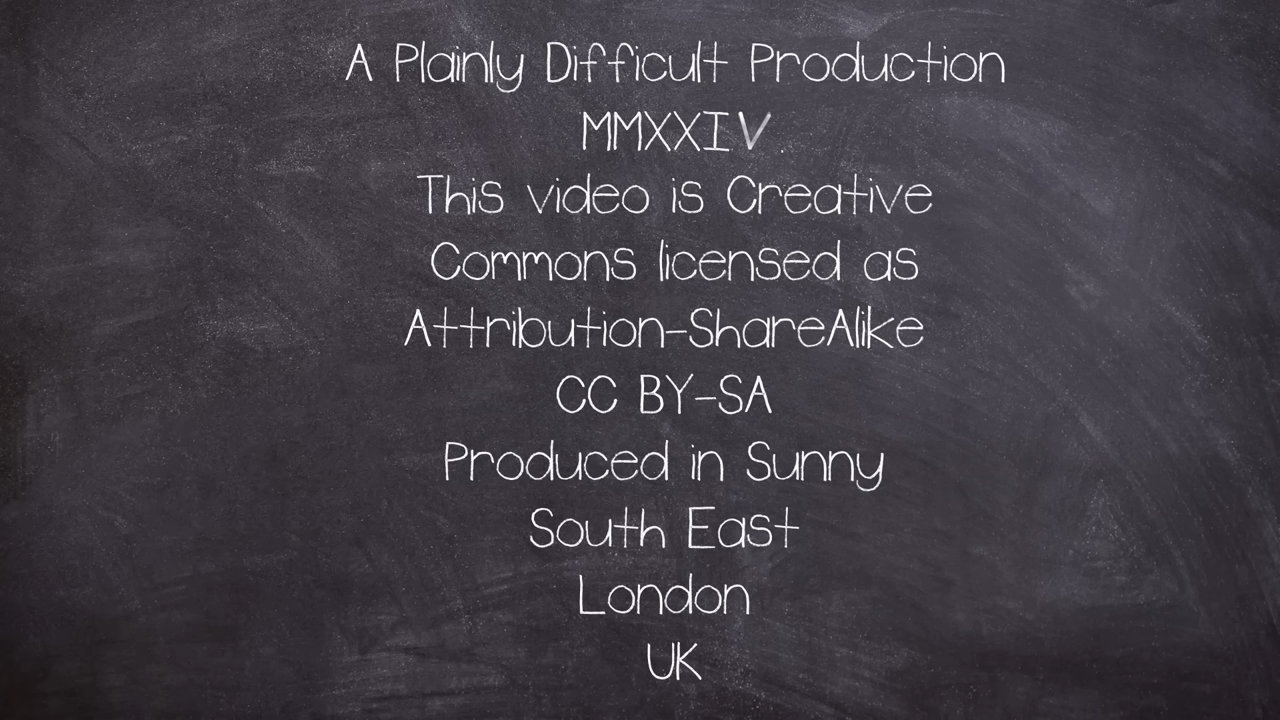 A Plainly Difficult Production
MMXXIV.
This video is Creative
Commons licensed as
Attribution-ShareAlike
CC BY-SA
Produced in Sunny
South East
London
UK